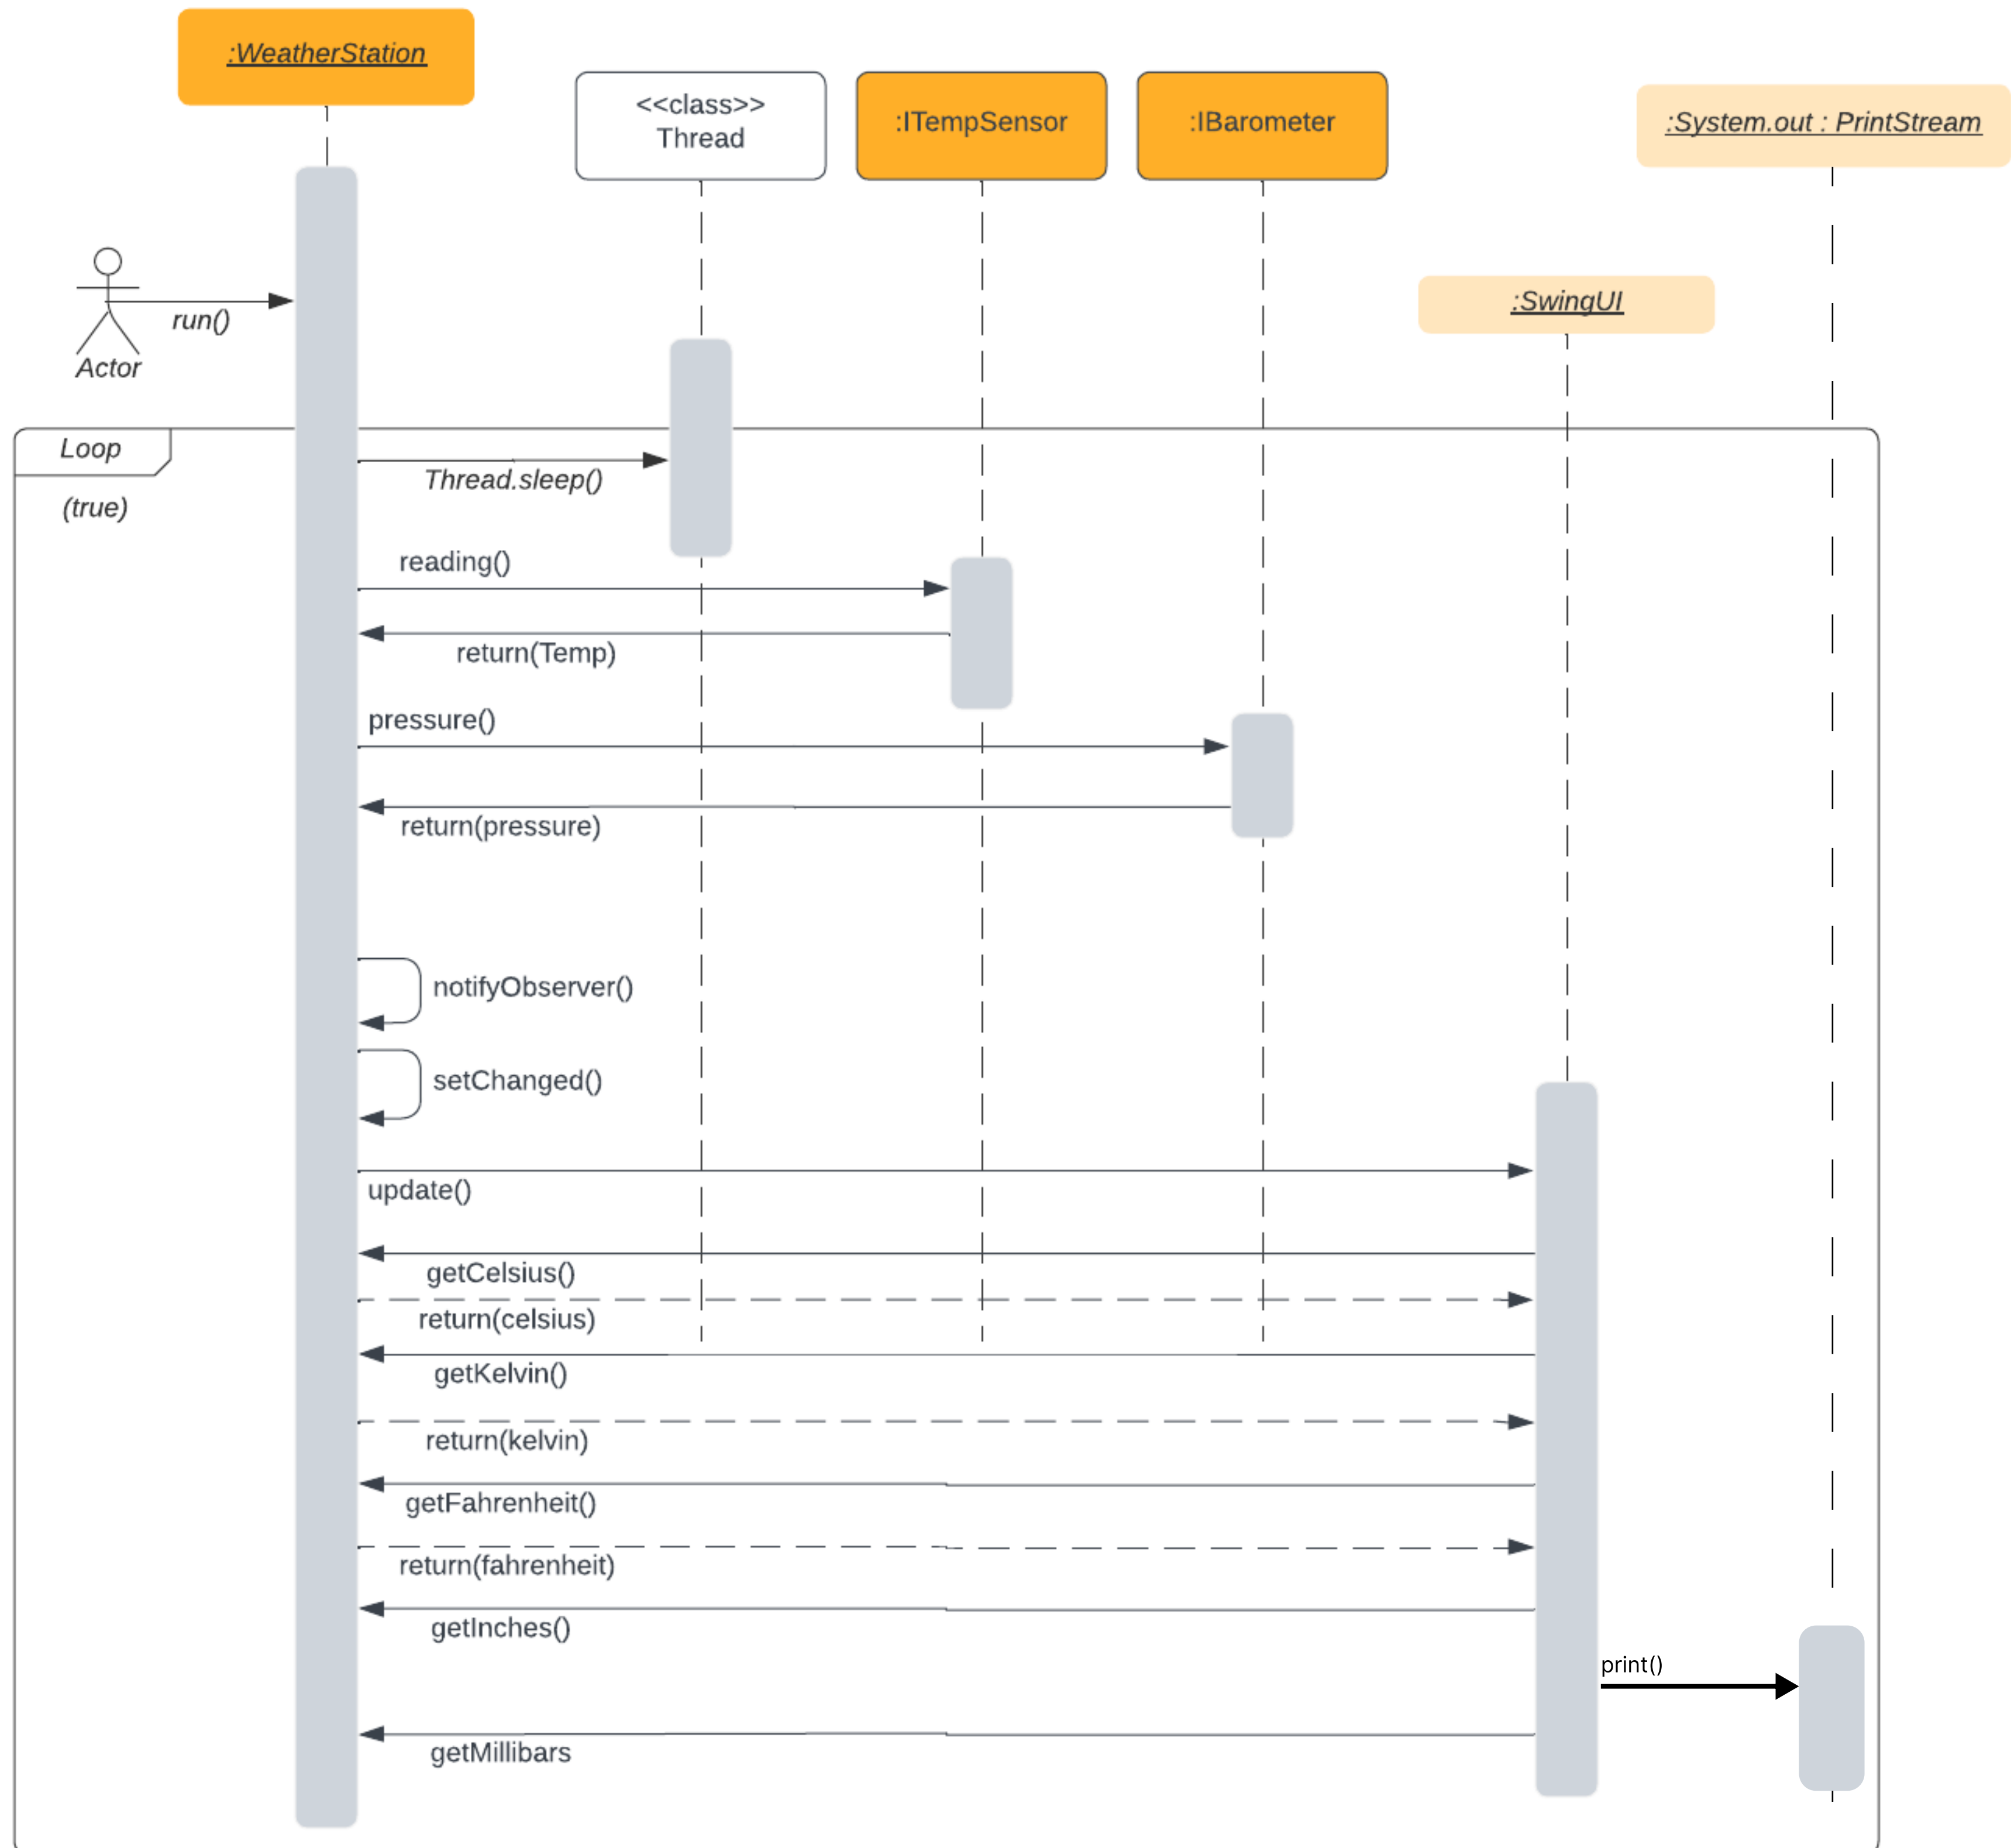 :WeatherStation
<<class>>
Thread
:ITempSensor
:IBarometer
:System.out : PrintStream
:SwingUI
run()
Actor
Loop
(true)
Thread.sleep()
reading()
return(Temp)
pressure()
return(pressure)
notifyObserver()
setChanged()
update()
getCelsius()
return(celsius)
getKelvin()
return(kelvin)
getFahrenheit()
return(fahrenheit)
getInches()
print()
getMillibars